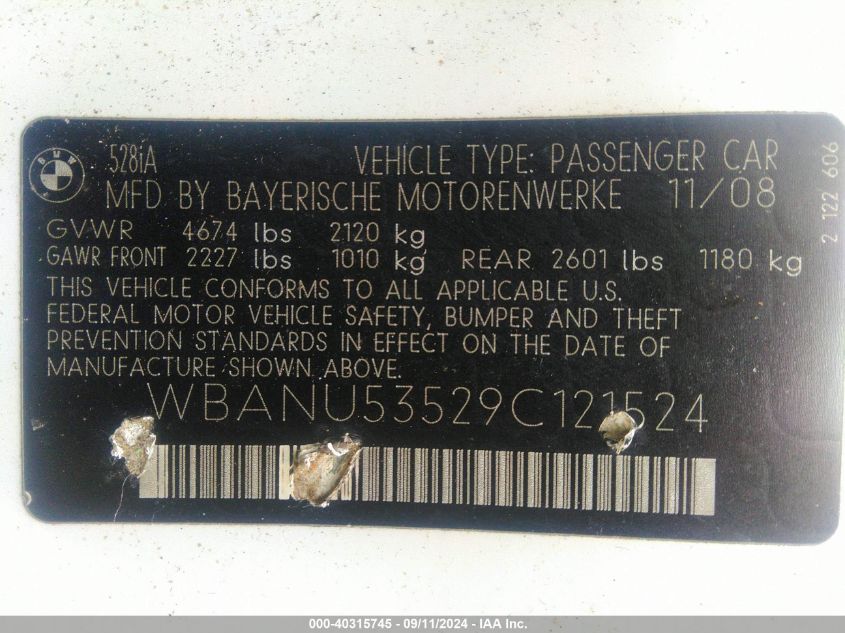 BMW
528iA VEHICLE TYPE: PASSENGER CAR
MFD BY BAYERISCHE MOTORENWERKE 11/08
GVWR 4674 lbs 2120 kg
GAWR FRONT 2227 lbs 1010 kg REAR 2601 lbs 1180 kg
THIS VEHICLE CONFORMS TO ALL APPLICABLE U.S.
FEDERAL MOTOR VEHICLE SAFETY, BUMPER AND THEFT
PREVENTION STANDARDS IN EFFECT ON THE DATE OF
MANUFACTURE SHOWN ABOVE.
WBANU53529C121524
2 122 606
000-40315745 - 09/11/2024 - IAA Inc.